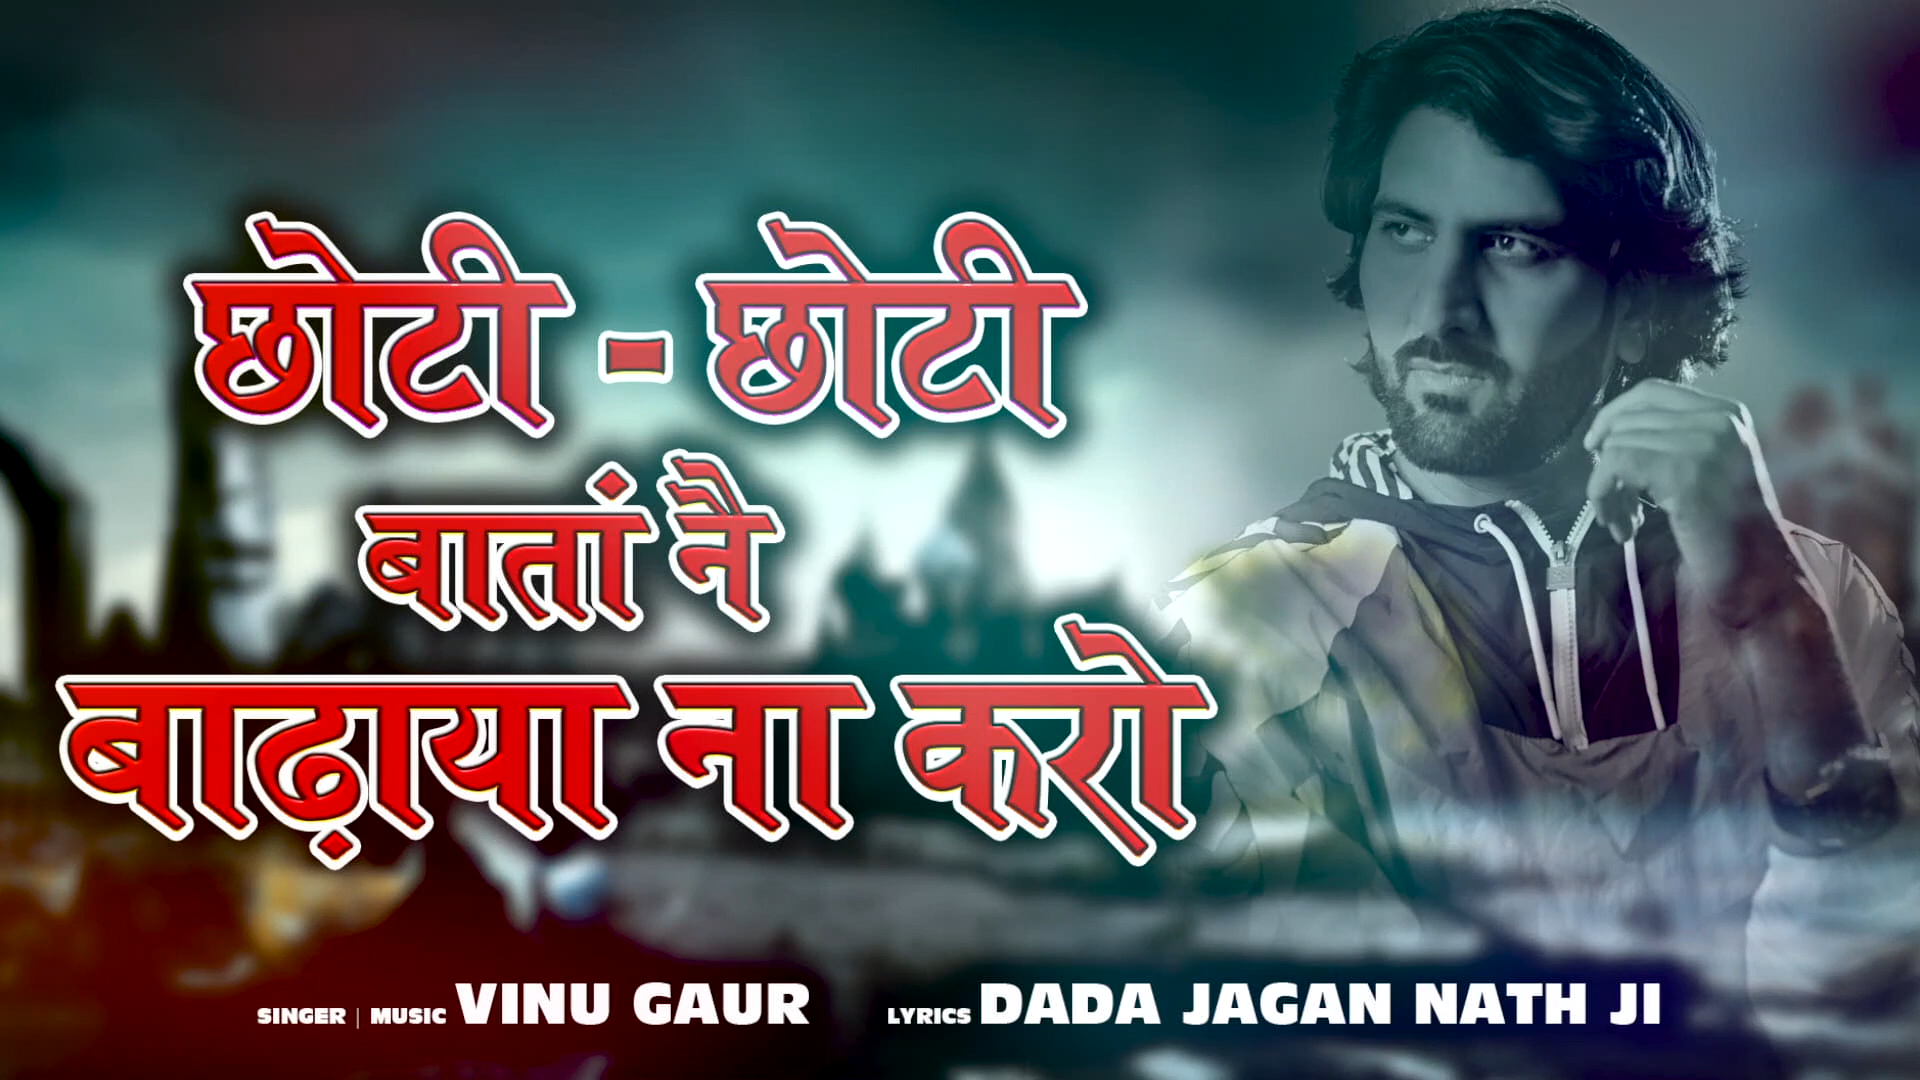 छोटी - छोटी
बातां नै
बाढ़ाया ना करो
SINGER | MUSIC VINU GAUR LYRICS DADA JAGAN NATH JI